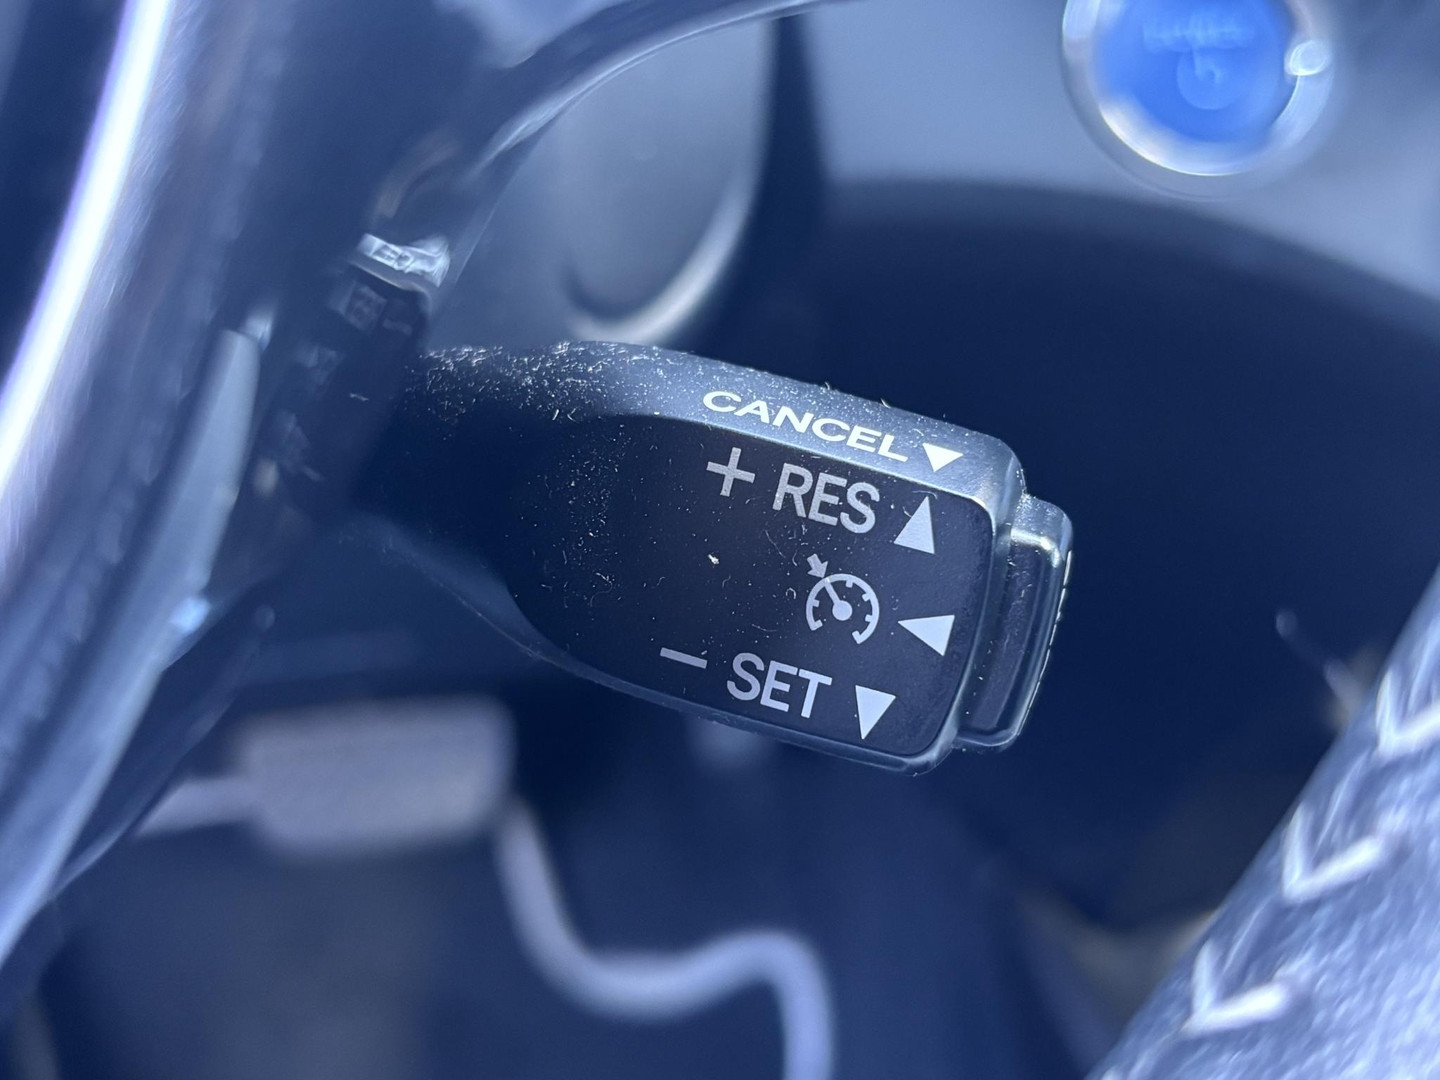 CANCEL ▼
+ RES ▲
◀
– SET ▼